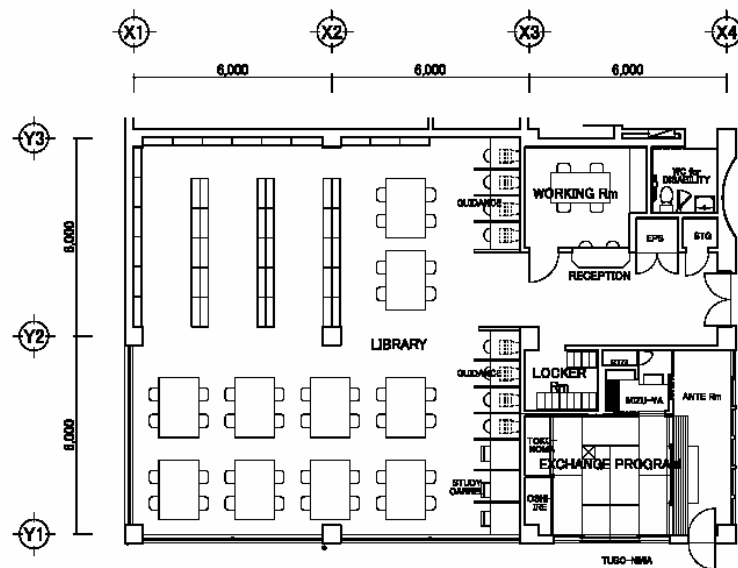 X1 X2 X3 X4
6,000 6,000 6,000
Y3
6,000
Y2
6,000
Y1
WORKING Rm
WC for
DISABILITY
GUIDANCE
EPS
STG
RECEPTION
LIBRARY
GUIDANCE
LOCKER
Rm
MIZU-YA
ANTE Rm
TOKO
NOMA
EXCHANGE PROGRAM
STUDY
CARREL
OSHI-
IRE